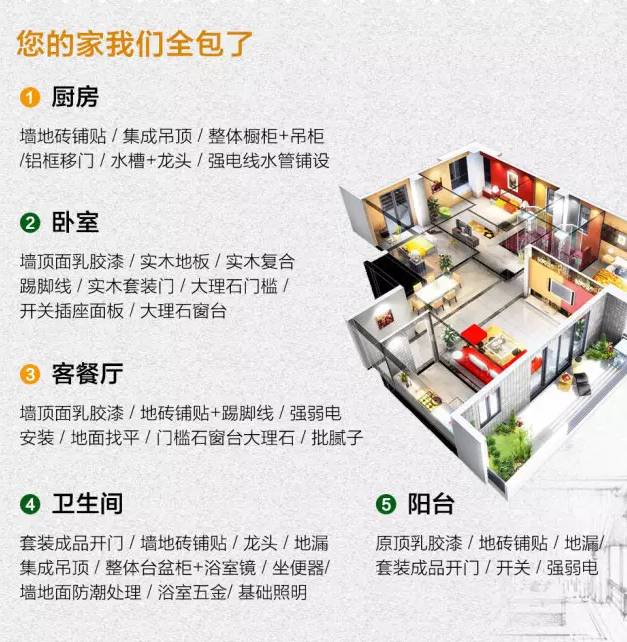 您的家我们全包了
1 厨房
墙地砖铺贴 / 集成吊顶 / 整体橱柜+吊柜
/铝框移门 / 水槽+龙头 / 强电线水管铺设
2 卧室
墙顶面乳胶漆 / 实木地板 / 实木复合
踢脚线 / 实木套装门 / 大理石门槛 /
开关插座面板 / 大理石窗台
3 客餐厅
墙顶面乳胶漆 / 地砖铺贴+踢脚线 / 强弱电
安装 / 地面找平 / 门槛石窗台大理石 / 批腻子
4 卫生间
套装成品开门 / 墙地砖铺贴 / 龙头 / 地漏
集成吊顶 / 整体台盆柜+浴室镜 / 坐便器/
墙地面防潮处理 / 浴室五金/ 基础照明
5 阳台
原顶乳胶漆 / 地砖铺贴 / 地漏/
套装成品开门 / 开关 / 强弱电